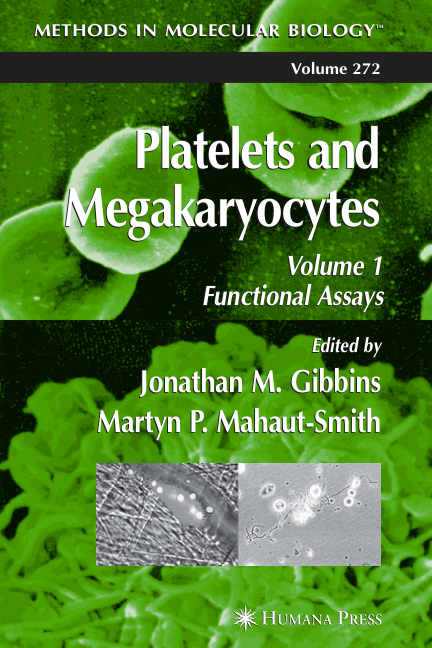 METHODS IN MOLECULAR BIOLOGY™
Volume 272
Platelets and
Megakaryocytes
Volume 1
Functional Assays
Edited by
Jonathan M. Gibbins
Martyn P. Mahaut-Smith
HUMANA PRESS